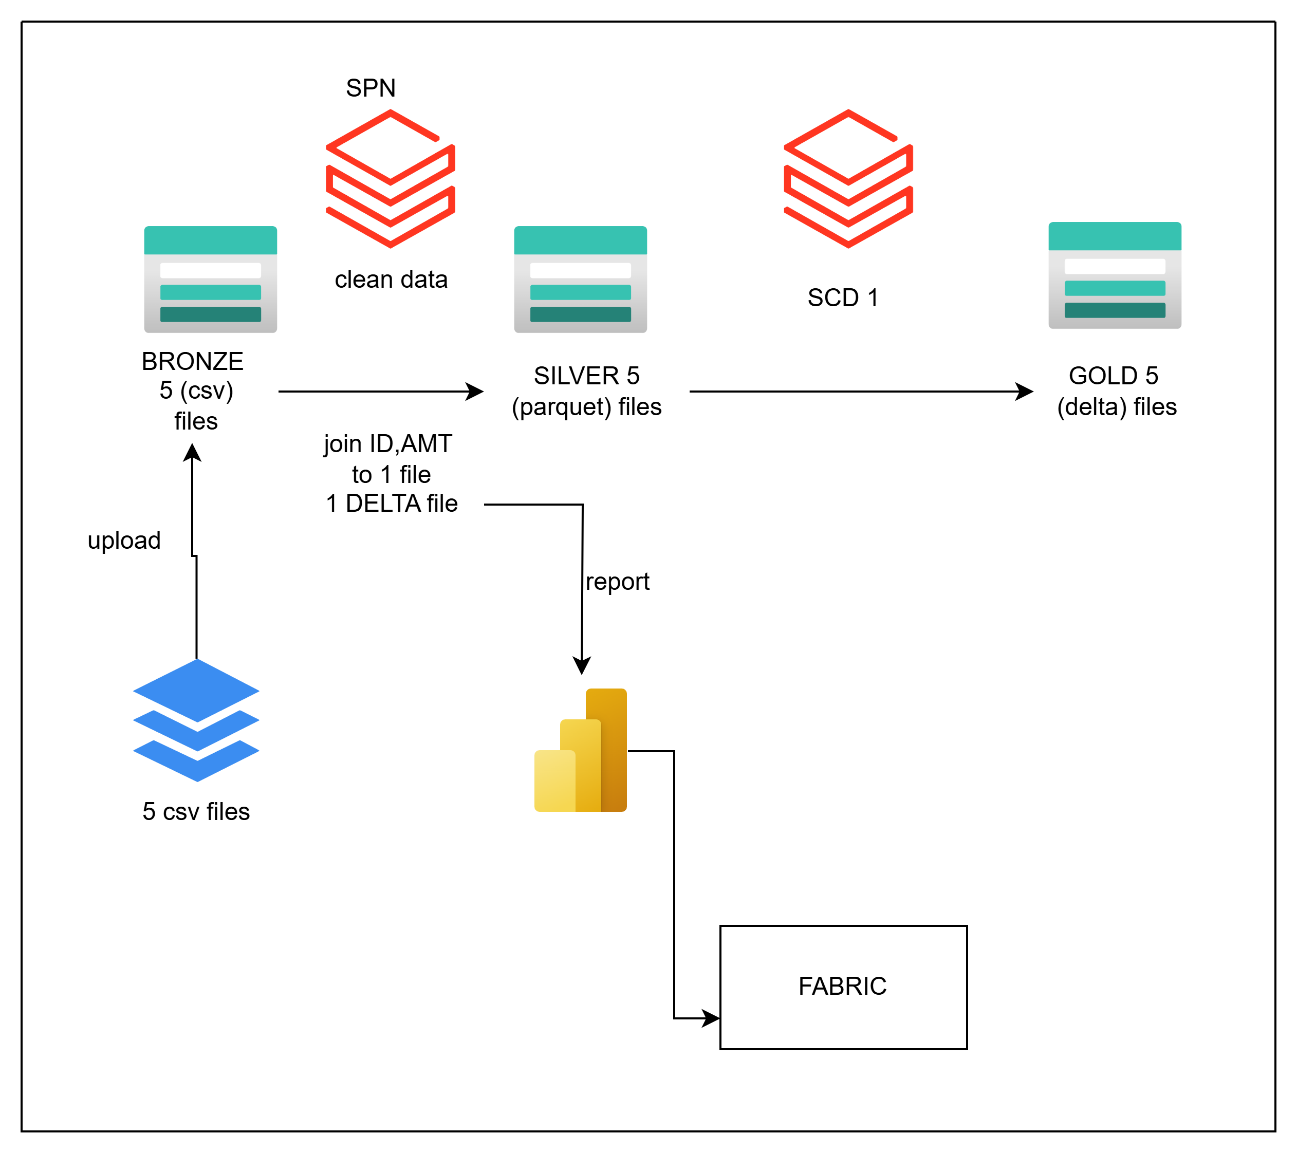 SPN
clean data
SCD 1
BRONZE
5 (csv)
files
SILVER 5
(parquet) files
GOLD 5
(delta) files
join ID,AMT
to 1 file
1 DELTA file
upload
report
5 csv files
FABRIC